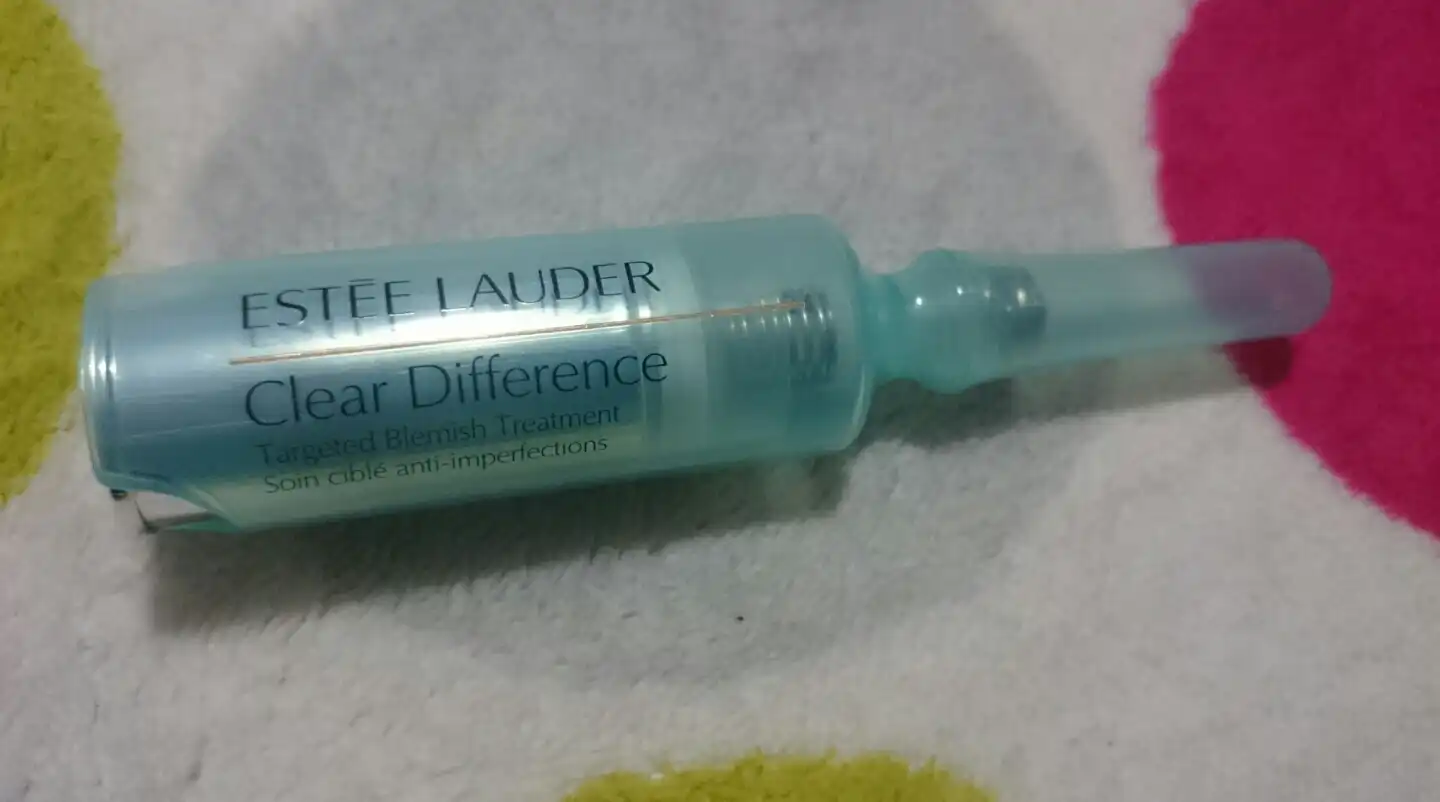 ESTĒE LAUDER
Clear Difference
Targeted Blemish Treatment
Soin ciblé anti-imperfections